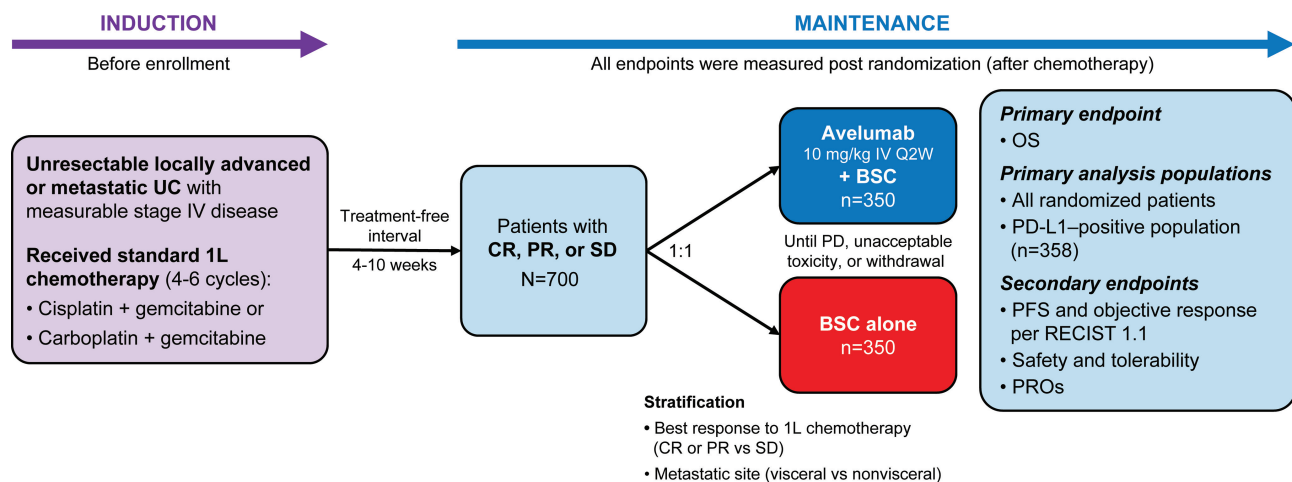 INDUCTION
Before enrollment
MAINTENANCE
All endpoints were measured post randomization (after chemotherapy)
Unresectable locally advanced
or metastatic UC with
measurable stage IV disease
Received standard 1L
chemotherapy (4-6 cycles):
• Cisplatin + gemcitabine or
• Carboplatin + gemcitabine
Treatment-free
interval
4-10 weeks
Patients with
CR, PR, or SD
N=700
1:1
Avelumab
10 mg/kg IV Q2W
+ BSC
n=350
Until PD, unacceptable
toxicity, or withdrawal
BSC alone
n=350
Stratification
• Best response to 1L chemotherapy
(CR or PR vs SD)
• Metastatic site (visceral vs nonvisceral)
Primary endpoint
• OS
Primary analysis populations
• All randomized patients
• PD-L1–positive population
(n=358)
Secondary endpoints
• PFS and objective response
per RECIST 1.1
• Safety and tolerability
• PROs